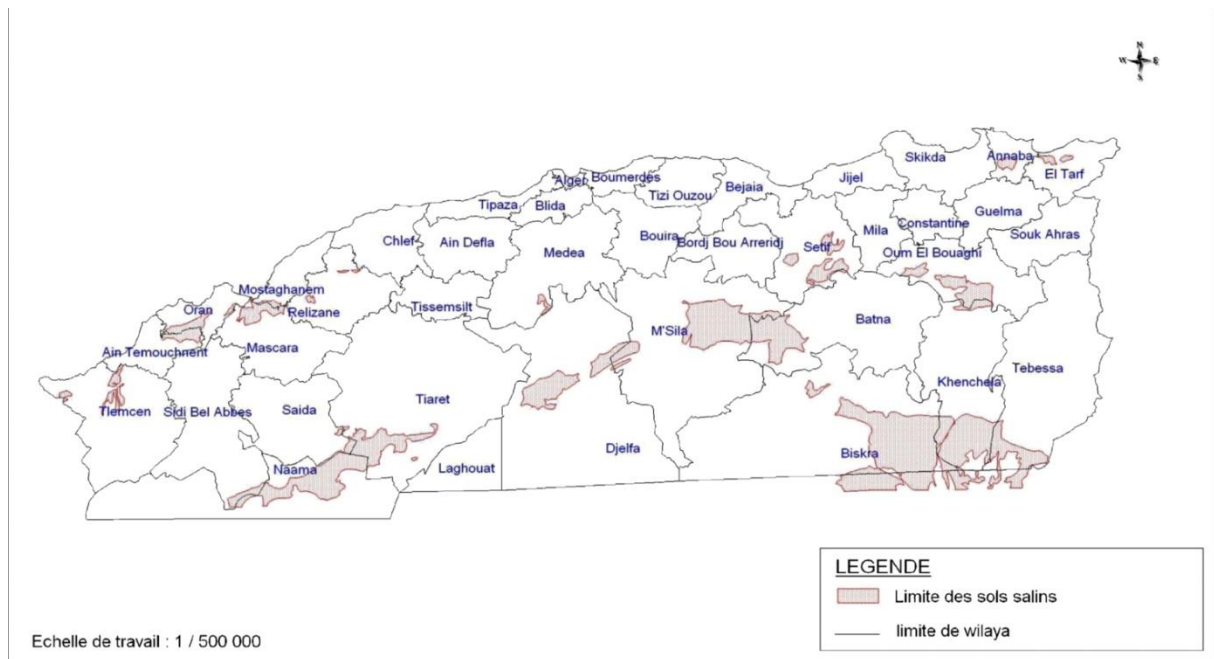 N
W E
S
Skikda
Annaba
El Tarf
Jijel
Alger
Boumerdes
Tizi Ouzou
Bejaia
Tipaza
Blida
Guelma
Constantine
Mila
Souk Ahras
Chlef
Ain Defla
Medea
Bouira
Bordj Bou Arreridj
Setif
Oum El Bouaghi
Mostaghanem
Oran
Relizane
Tissemsilt
M'Sila
Batna
Ain Temouchnent
Mascara
Tebessa
Khenchela
Tlemcen
Sidi Bel Abbes
Saida
Tiaret
Djelfa
Biskra
Naama
Laghouat
LEGENDE
Limite des sols salins
limite de wilaya
Echelle de travail : 1 / 500 000